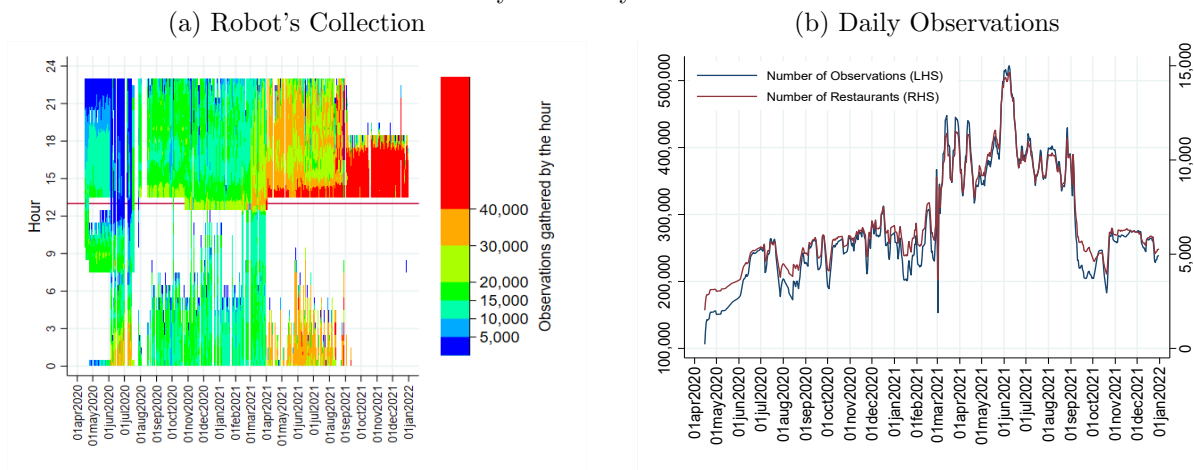 (a) Robot's Collection
(b) Daily Observations
24
21
18
15
12
9
6
3
0
Hour
01apr2020
01may2020
01jun2020
01jul2020
01aug2020
01sep2020
01oct2020
01nov2020
01dec2020
01jan2021
01feb2021
01mar2021
01apr2021
01may2021
01jun2021
01jul2021
01aug2021
01sep2021
01oct2021
01nov2021
01dec2021
01jan2022
40,000
30,000
20,000
15,000
10,000
5,000
Observations gathered by the hour
Number of Observations (LHS)
Number of Restaurants (RHS)
500,000
400,000
300,000
200,000
100,000
15,000
10,000
5,000
0
01apr2020
01may2020
01jun2020
01jul2020
01aug2020
01sep2020
01oct2020
01nov2020
01dec2020
01jan2021
01feb2021
01mar2021
01apr2021
01may2021
01jun2021
01jul2021
01aug2021
01sep2021
01oct2021
01nov2021
01dec2021
01jan2022